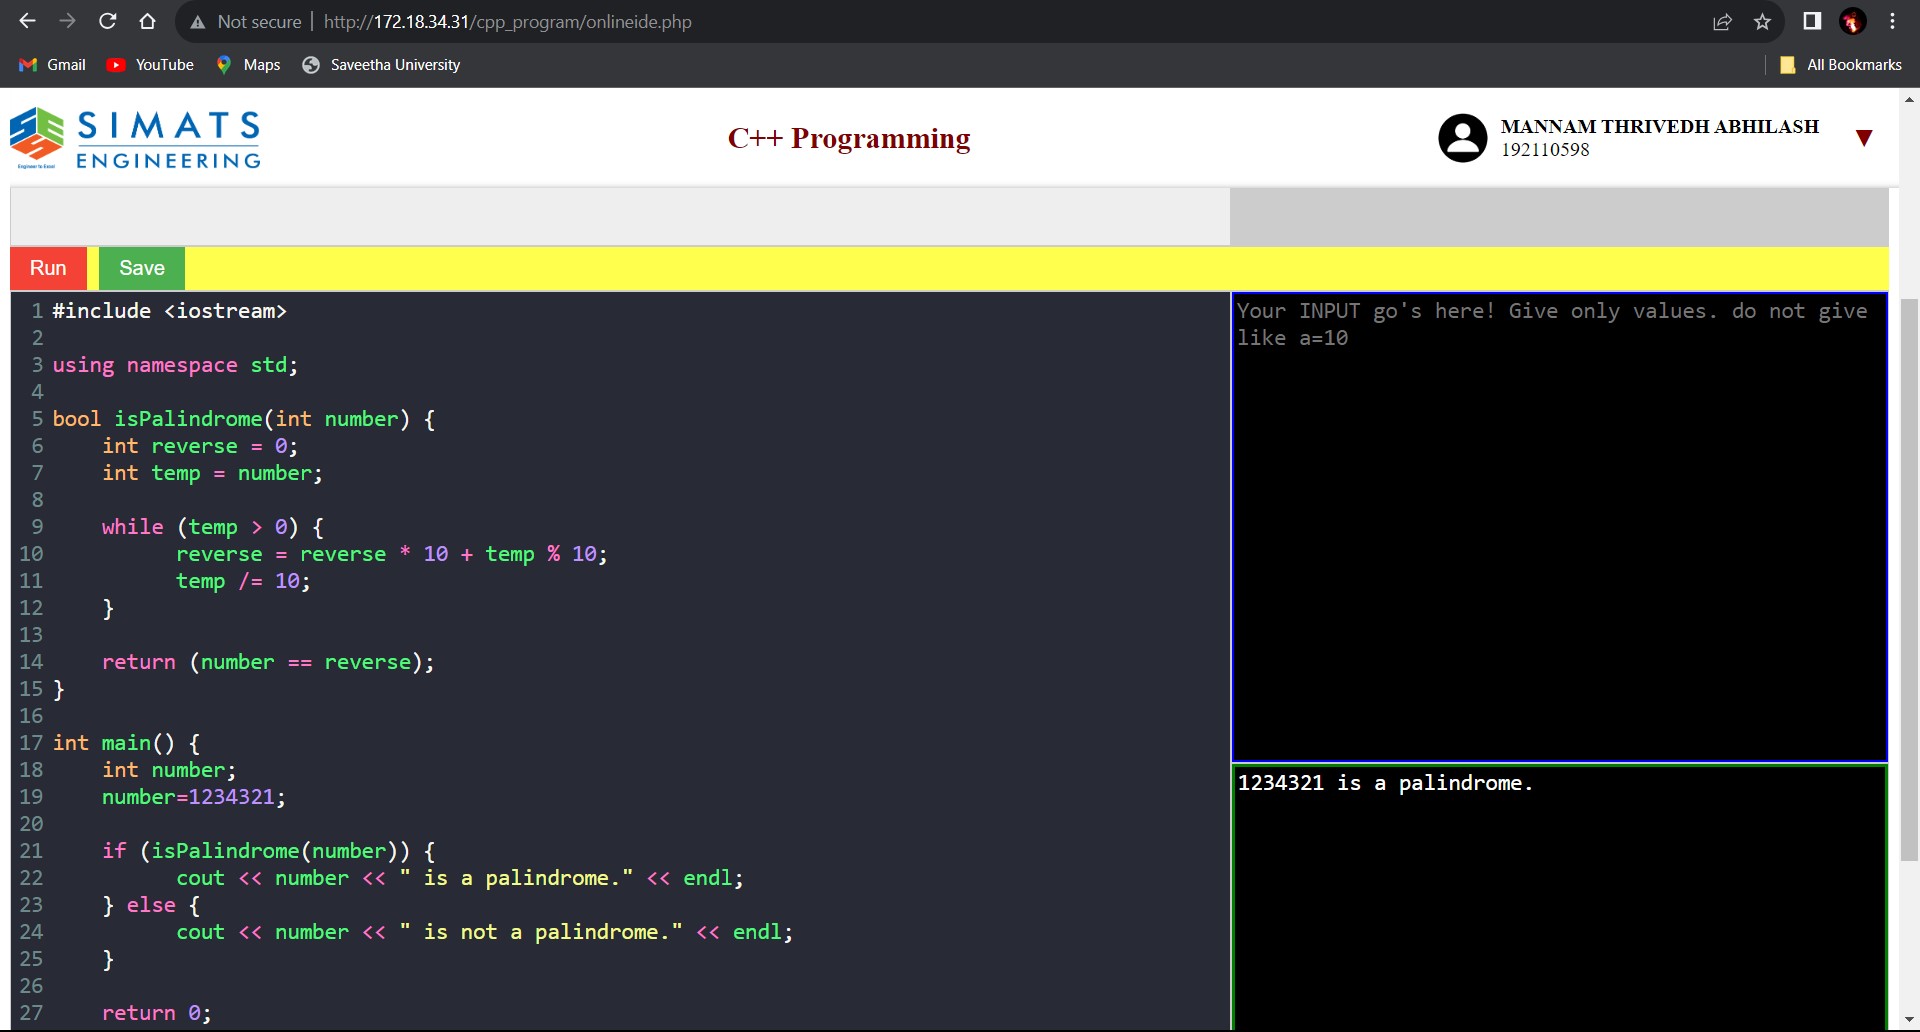 Not secure | http://172.18.34.31/cpp_program/onlineide.php
Gmail YouTube Maps Saveetha University All Bookmarks
SIMATS
ENGINEERING
Engineer to Excel
C++ Programming
MANNAM THRIVEDH ABHILASH
192110598
Run Save
1 #include <iostream>
2
3 using namespace std;
4
5 bool isPalindrome(int number) {
6     int reverse = 0;
7     int temp = number;
8
9     while (temp > 0) {
10           reverse = reverse * 10 + temp % 10;
11           temp /= 10;
12     }
13
14     return (number == reverse);
15 }
16
17 int main() {
18     int number;
19     number=1234321;
20
21     if (isPalindrome(number)) {
22           cout << number << " is a palindrome." << endl;
23     } else {
24           cout << number << " is not a palindrome." << endl;
25     }
26
27     return 0;
Your INPUT go's here! Give only values. do not give
like a=10
1234321 is a palindrome.